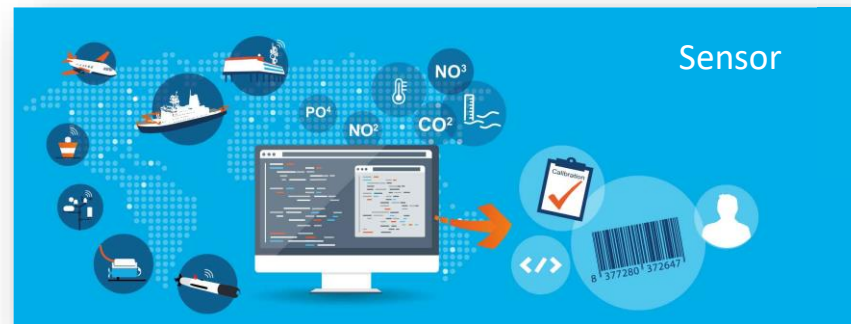 Sensor
NO³
PO⁴
NO²
CO²
Calibration
</>
8 377280 372647